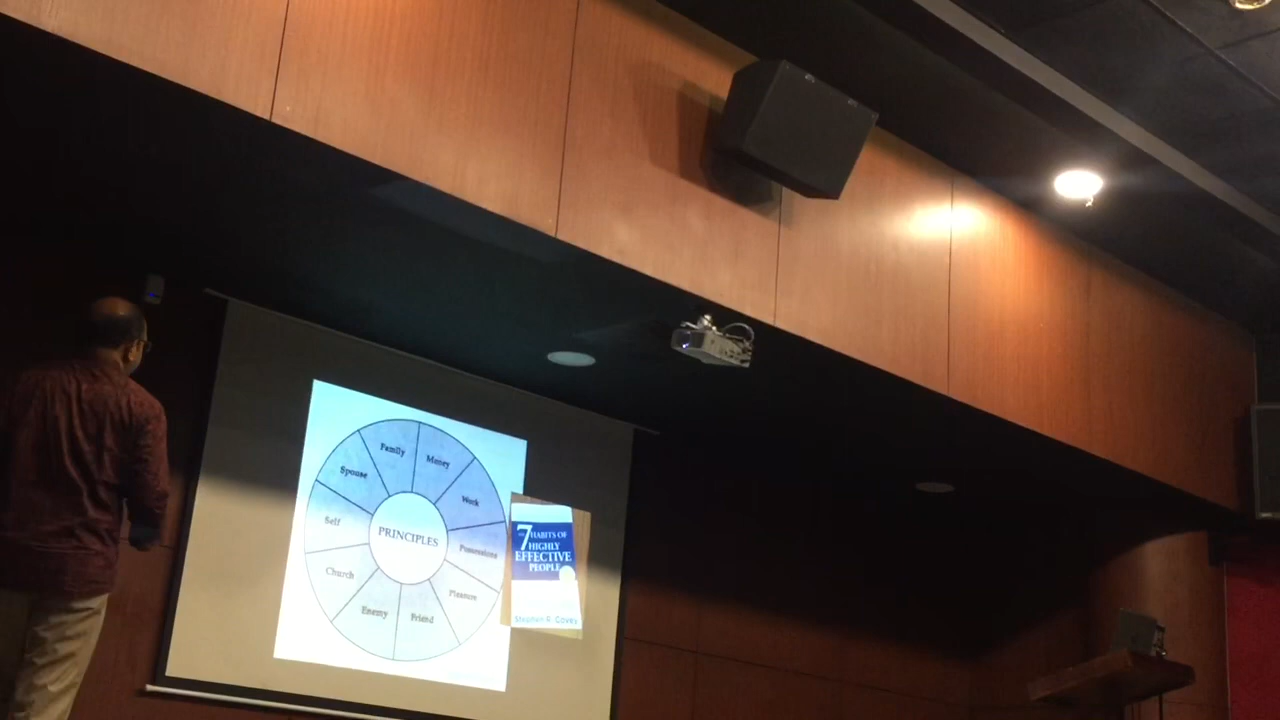 Family
Money
Spouse
Work
Self
PRINCIPLES
Possessions
Church
Pleasure
Enemy
Friend
THE 7 HABITS OF
HIGHLY
EFFECTIVE
PEOPLE
Stephen R. Covey